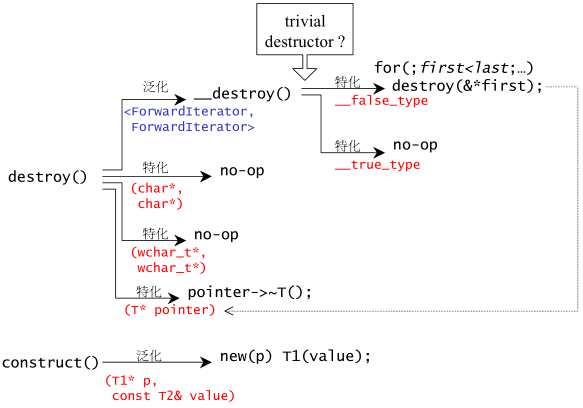 trivial
destructor ?
for(;first<last;…)
泛化
特化
destroy(&*first);
__destroy()
__false_type
<ForwardIterator,
ForwardIterator>
特化
no-op
__true_type
特化
no-op
destroy()
(char*,
char*)
特化
no-op
(wchar_t*,
wchar_t*)
特化
pointer->~T();
(T* pointer)
泛化
new(p) T1(value);
construct()
(T1* p,
const T2& value)